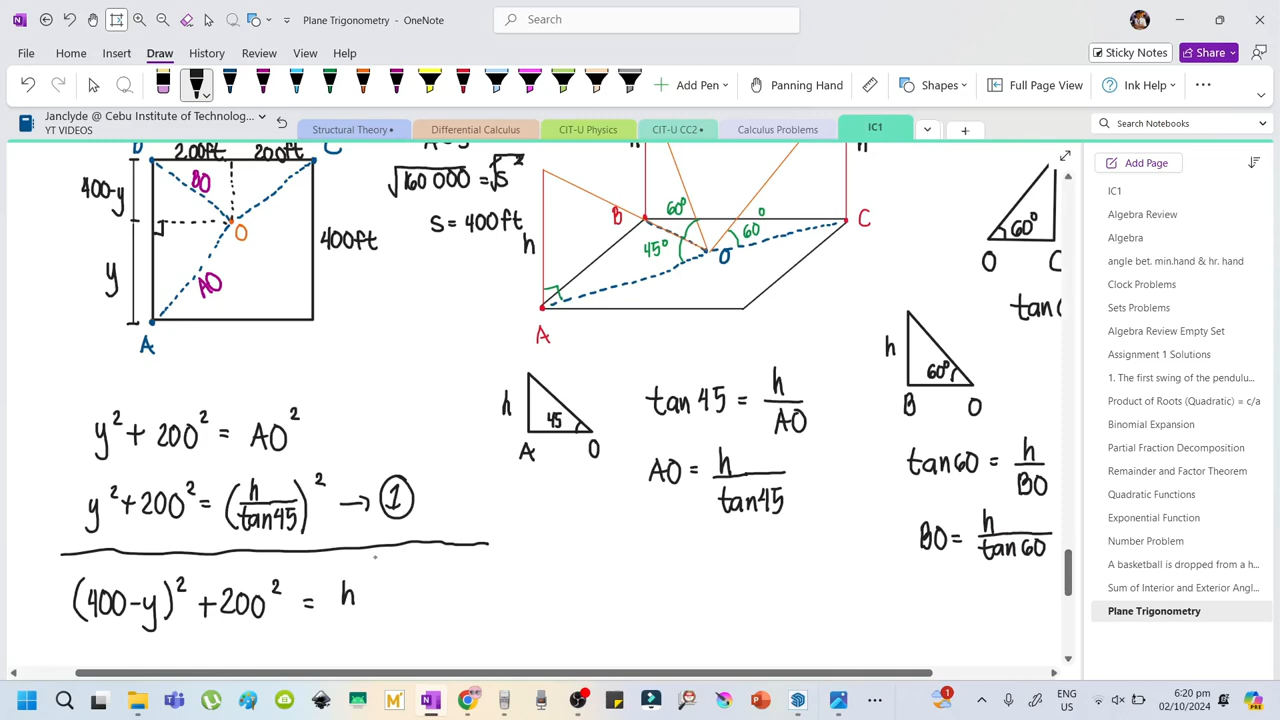 Plane Trigonometry - OneNote
Search
Sticky Notes
Share
File Home Insert Draw History Review View Help
Add Pen
Panning Hand
Shapes
Full Page View
Ink Help
Janclyde @ Cebu Institute of Technolog...
YT VIDEOS
Structural Theory
Differential Calculus
CIT-U Physics
CIT-U CC2
Calculus Problems
IC1
Search Notebooks
Add Page
IC1
Algebra Review
Algebra
angle bet. min.hand & hr. hand
Clock Problems
Sets Problems
Algebra Review Empty Set
Assignment 1 Solutions
1. The first swing of the pendulu...
Product of Roots (Quadratic) = c/a
Binomial Expansion
Partial Fraction Decomposition
Remainder and Factor Theorem
Quadratic Functions
Exponential Function
Number Problem
A basketball is dropped from a h...
Sum of Interior and Exterior Angl...
Plane Trigonometry
200ft 200ft C
400-y
BO
O
400ft
y
AO
A
√160 000 = √s²
s = 400ft
h
B
60°
C
45°
60°
O
A
60°
O
h
60°
B O
h
45
A O
tan 45 = h/AO
AO = h/tan45
tan60 = h/BO
BO = h/tan 60
y² + 200² = AO²
y² + 200² = (h/tan45)² → 1
(400-y)² + 200² = h
ENG
US
6:20 pm
02/10/2024